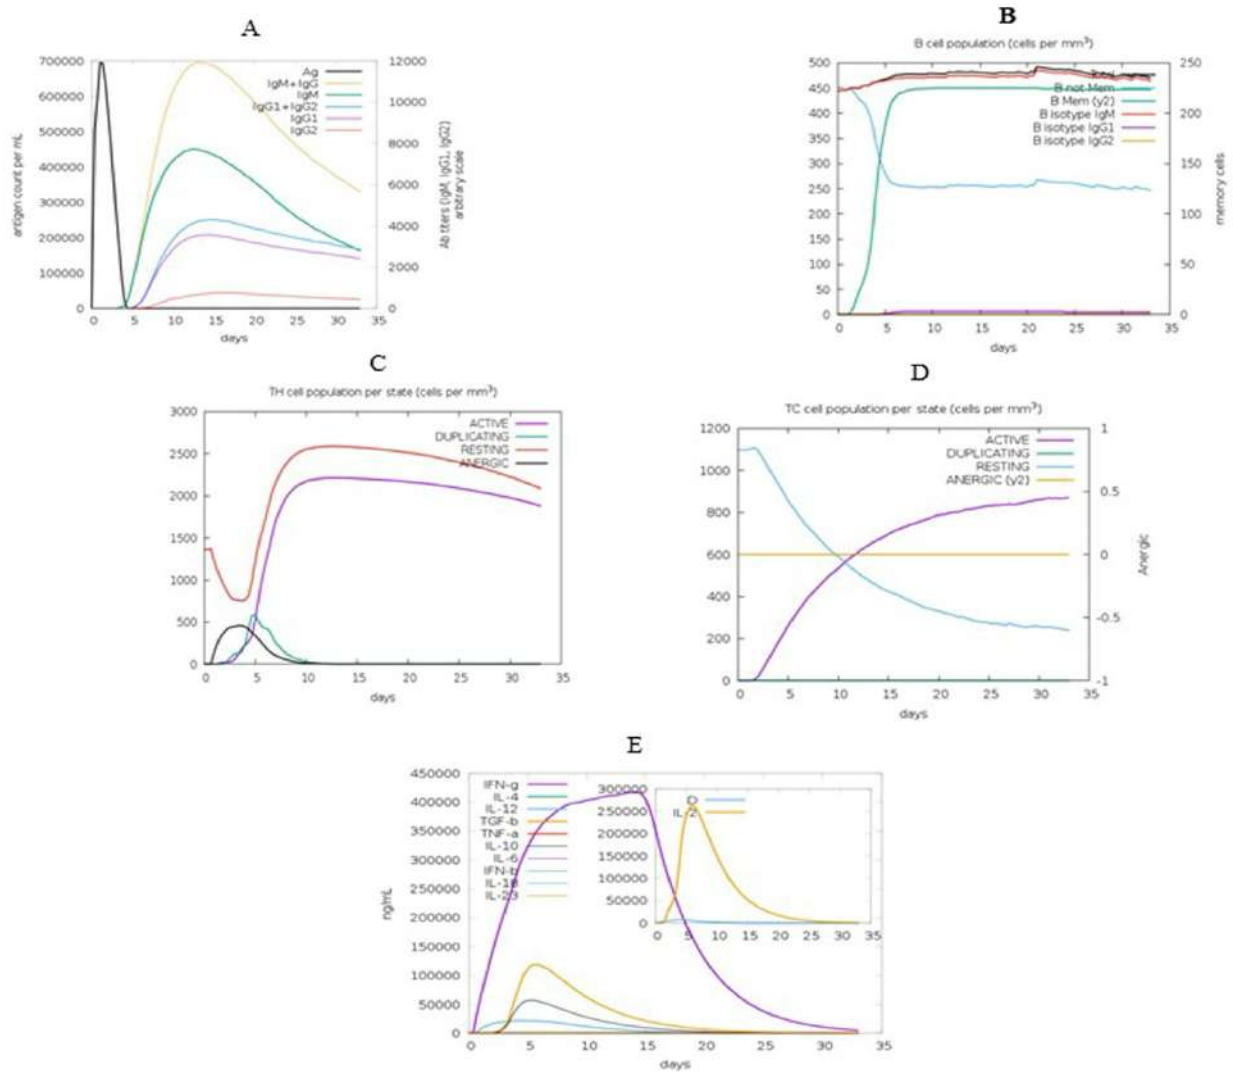 A
700000
600000
500000
400000
300000
200000
100000
0
antigen count per mL
12000
10000
8000
6000
4000
2000
0
Ab titers (IgM, IgG1, IgG2)
arbitrary scale
Ag
IgM+IgG
IgM
IgG1+IgG2
IgG1
IgG2
0 5 10 15 20 25 30 35
days
B
B cell population (cells per mm³)
500
450
400
350
300
250
200
150
100
50
0
250
200
150
100
50
0
memory cells
Total
B not Mem
B Mem (y2)
B isotype IgM
B isotype IgG1
B isotype IgG2
0 5 10 15 20 25 30 35
days
C
TH cell population per state (cells per mm³)
3000
2500
2000
1500
1000
500
0
ACTIVE
DUPLICATING
RESTING
ANERGIC
0 5 10 15 20 25 30 35
days
D
TC cell population per state (cells per mm³)
1200
1000
800
600
400
200
0
1
0.5
0
-0.5
-1
Anergic
ACTIVE
DUPLICATING
RESTING
ANERGIC (y2)
0 5 10 15 20 25 30 35
days
E
450000
400000
350000
300000
250000
200000
150000
100000
50000
0
ng/mL
IFN-g
IL-4
IL-12
TGF-b
TNF-a
IL-10
IL-6
IFN-b
IL-18
IL-23
300000
250000
200000
150000
100000
50000
0
D
IL-2
0 5 10 15 20 25 30 35
0 5 10 15 20 25 30 35
days